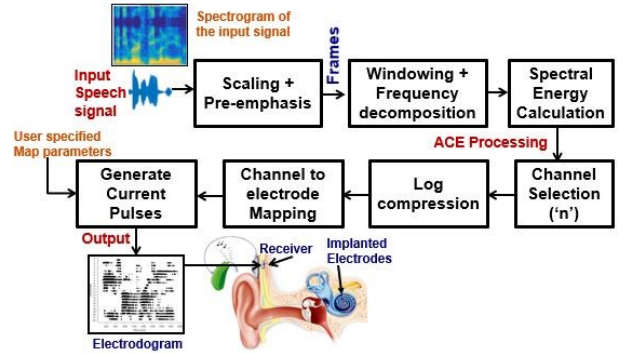 Spectrogram of
the input signal
Input
Speech
signal
Scaling +
Pre-emphasis
Frames
Windowing +
Frequency
decomposition
Spectral
Energy
Calculation
ACE Processing
User specified
Map parameters
Generate
Current
Pulses
Channel to
electrode
Mapping
Log
compression
Channel
Selection
('n')
Output
Receiver
Implanted
Electrodes
Electrodogram